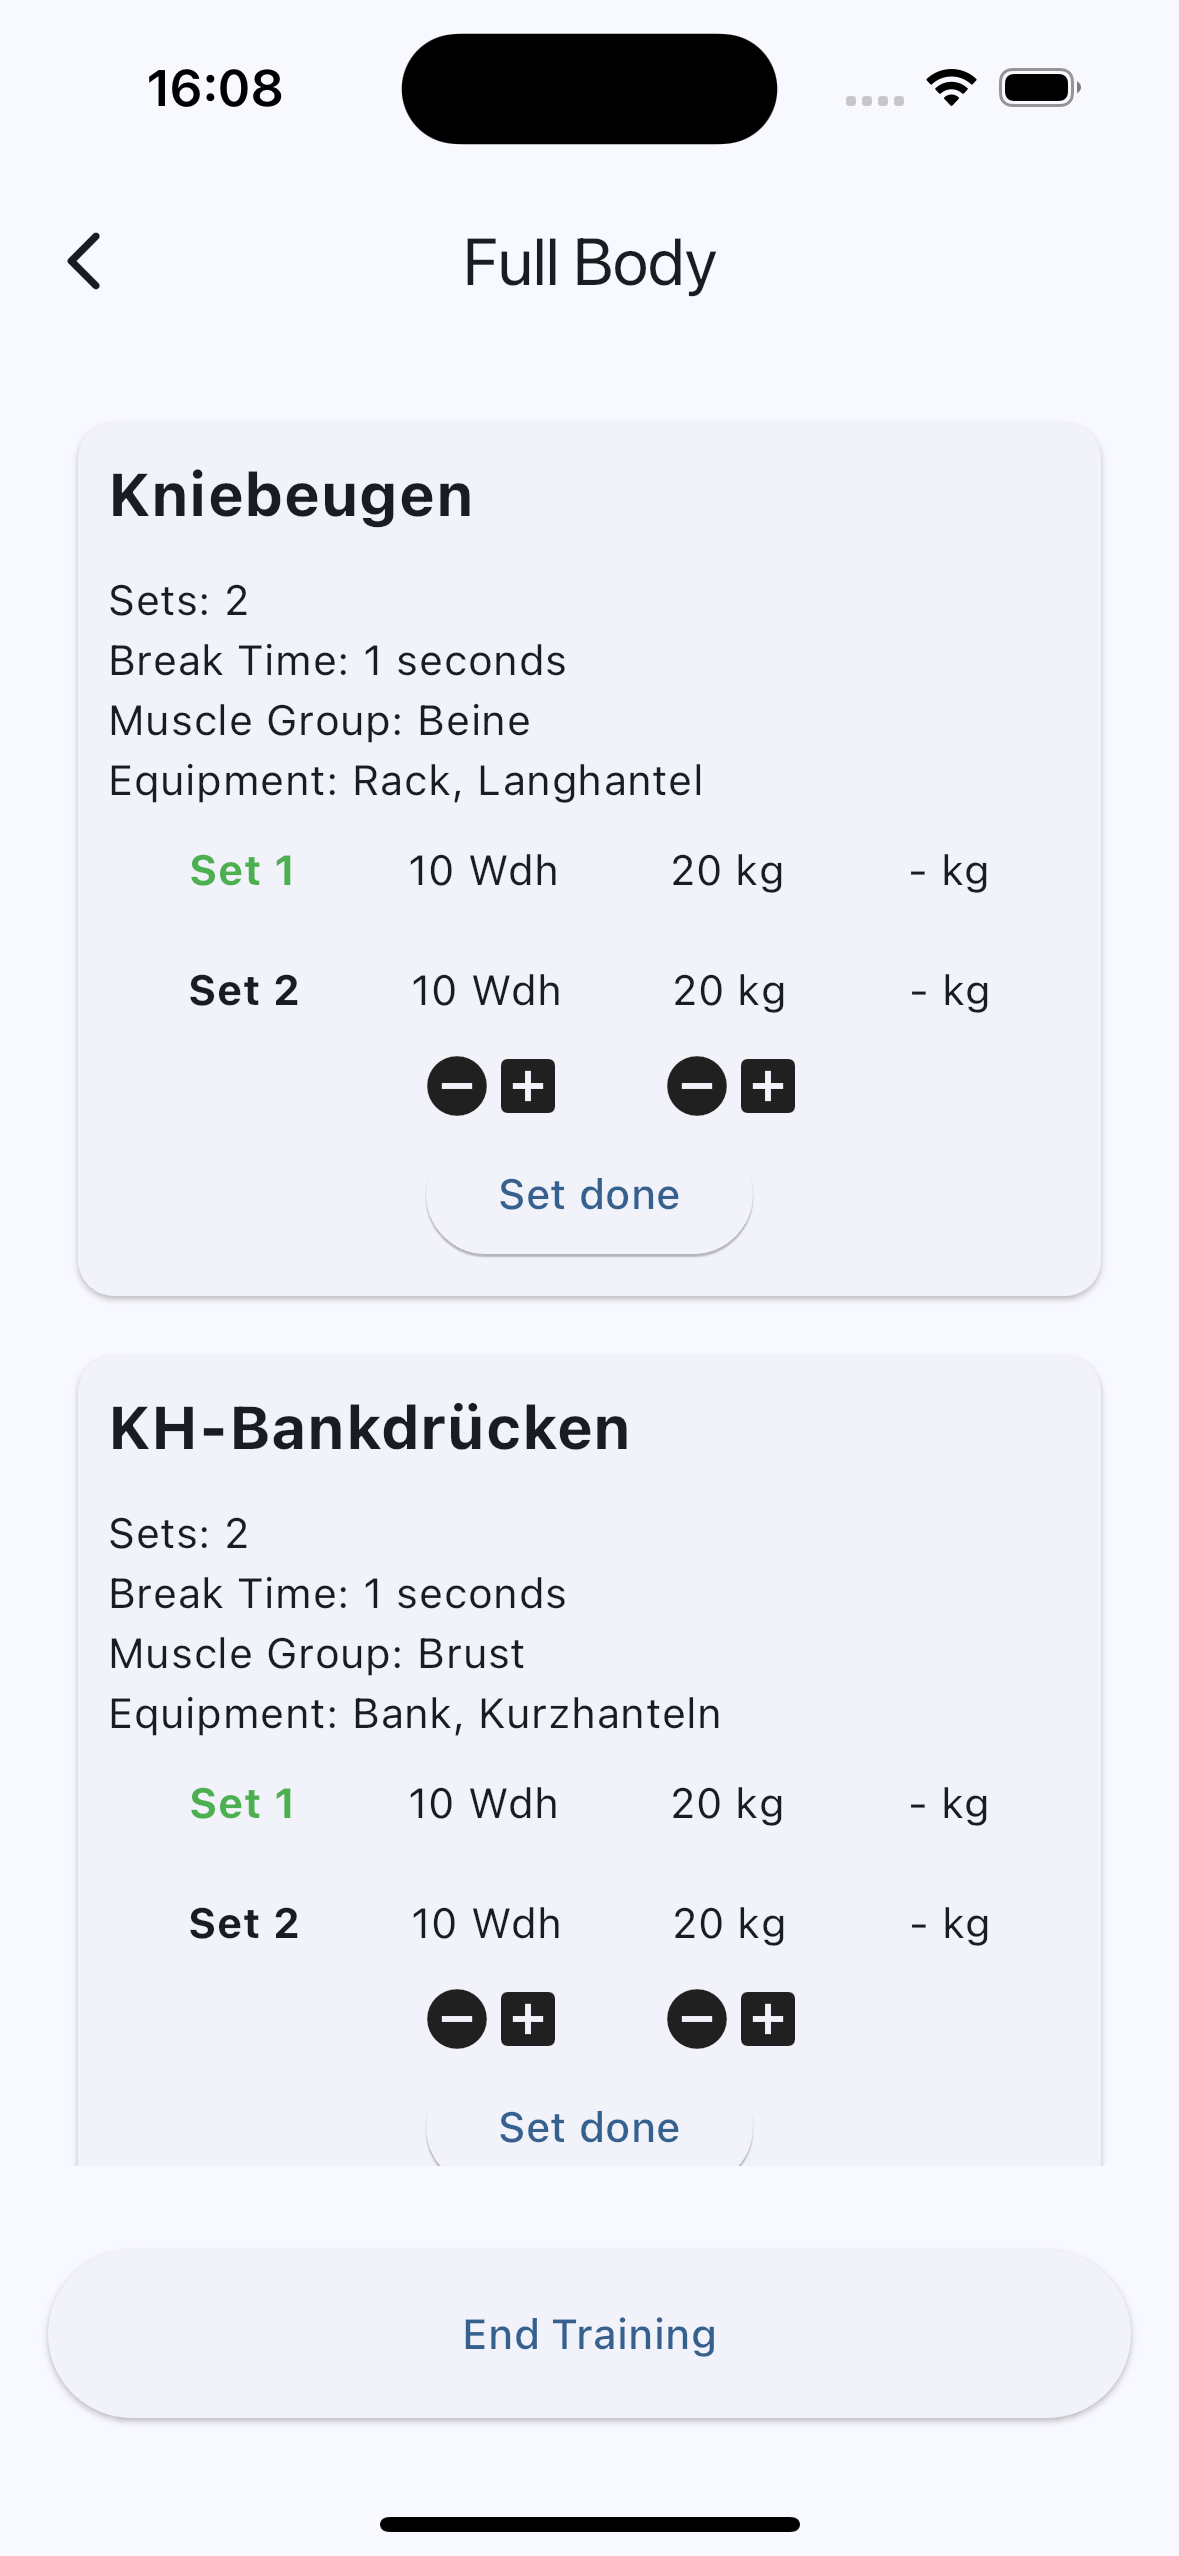 16:08
Full Body
Kniebeugen
Sets: 2
Break Time: 1 seconds
Muscle Group: Beine
Equipment: Rack, Langhantel
Set 1 10 Wdh 20 kg - kg
Set 2 10 Wdh 20 kg - kg
Set done
KH-Bankdrücken
Sets: 2
Break Time: 1 seconds
Muscle Group: Brust
Equipment: Bank, Kurzhanteln
Set 1 10 Wdh 20 kg - kg
Set 2 10 Wdh 20 kg - kg
Set done
End Training